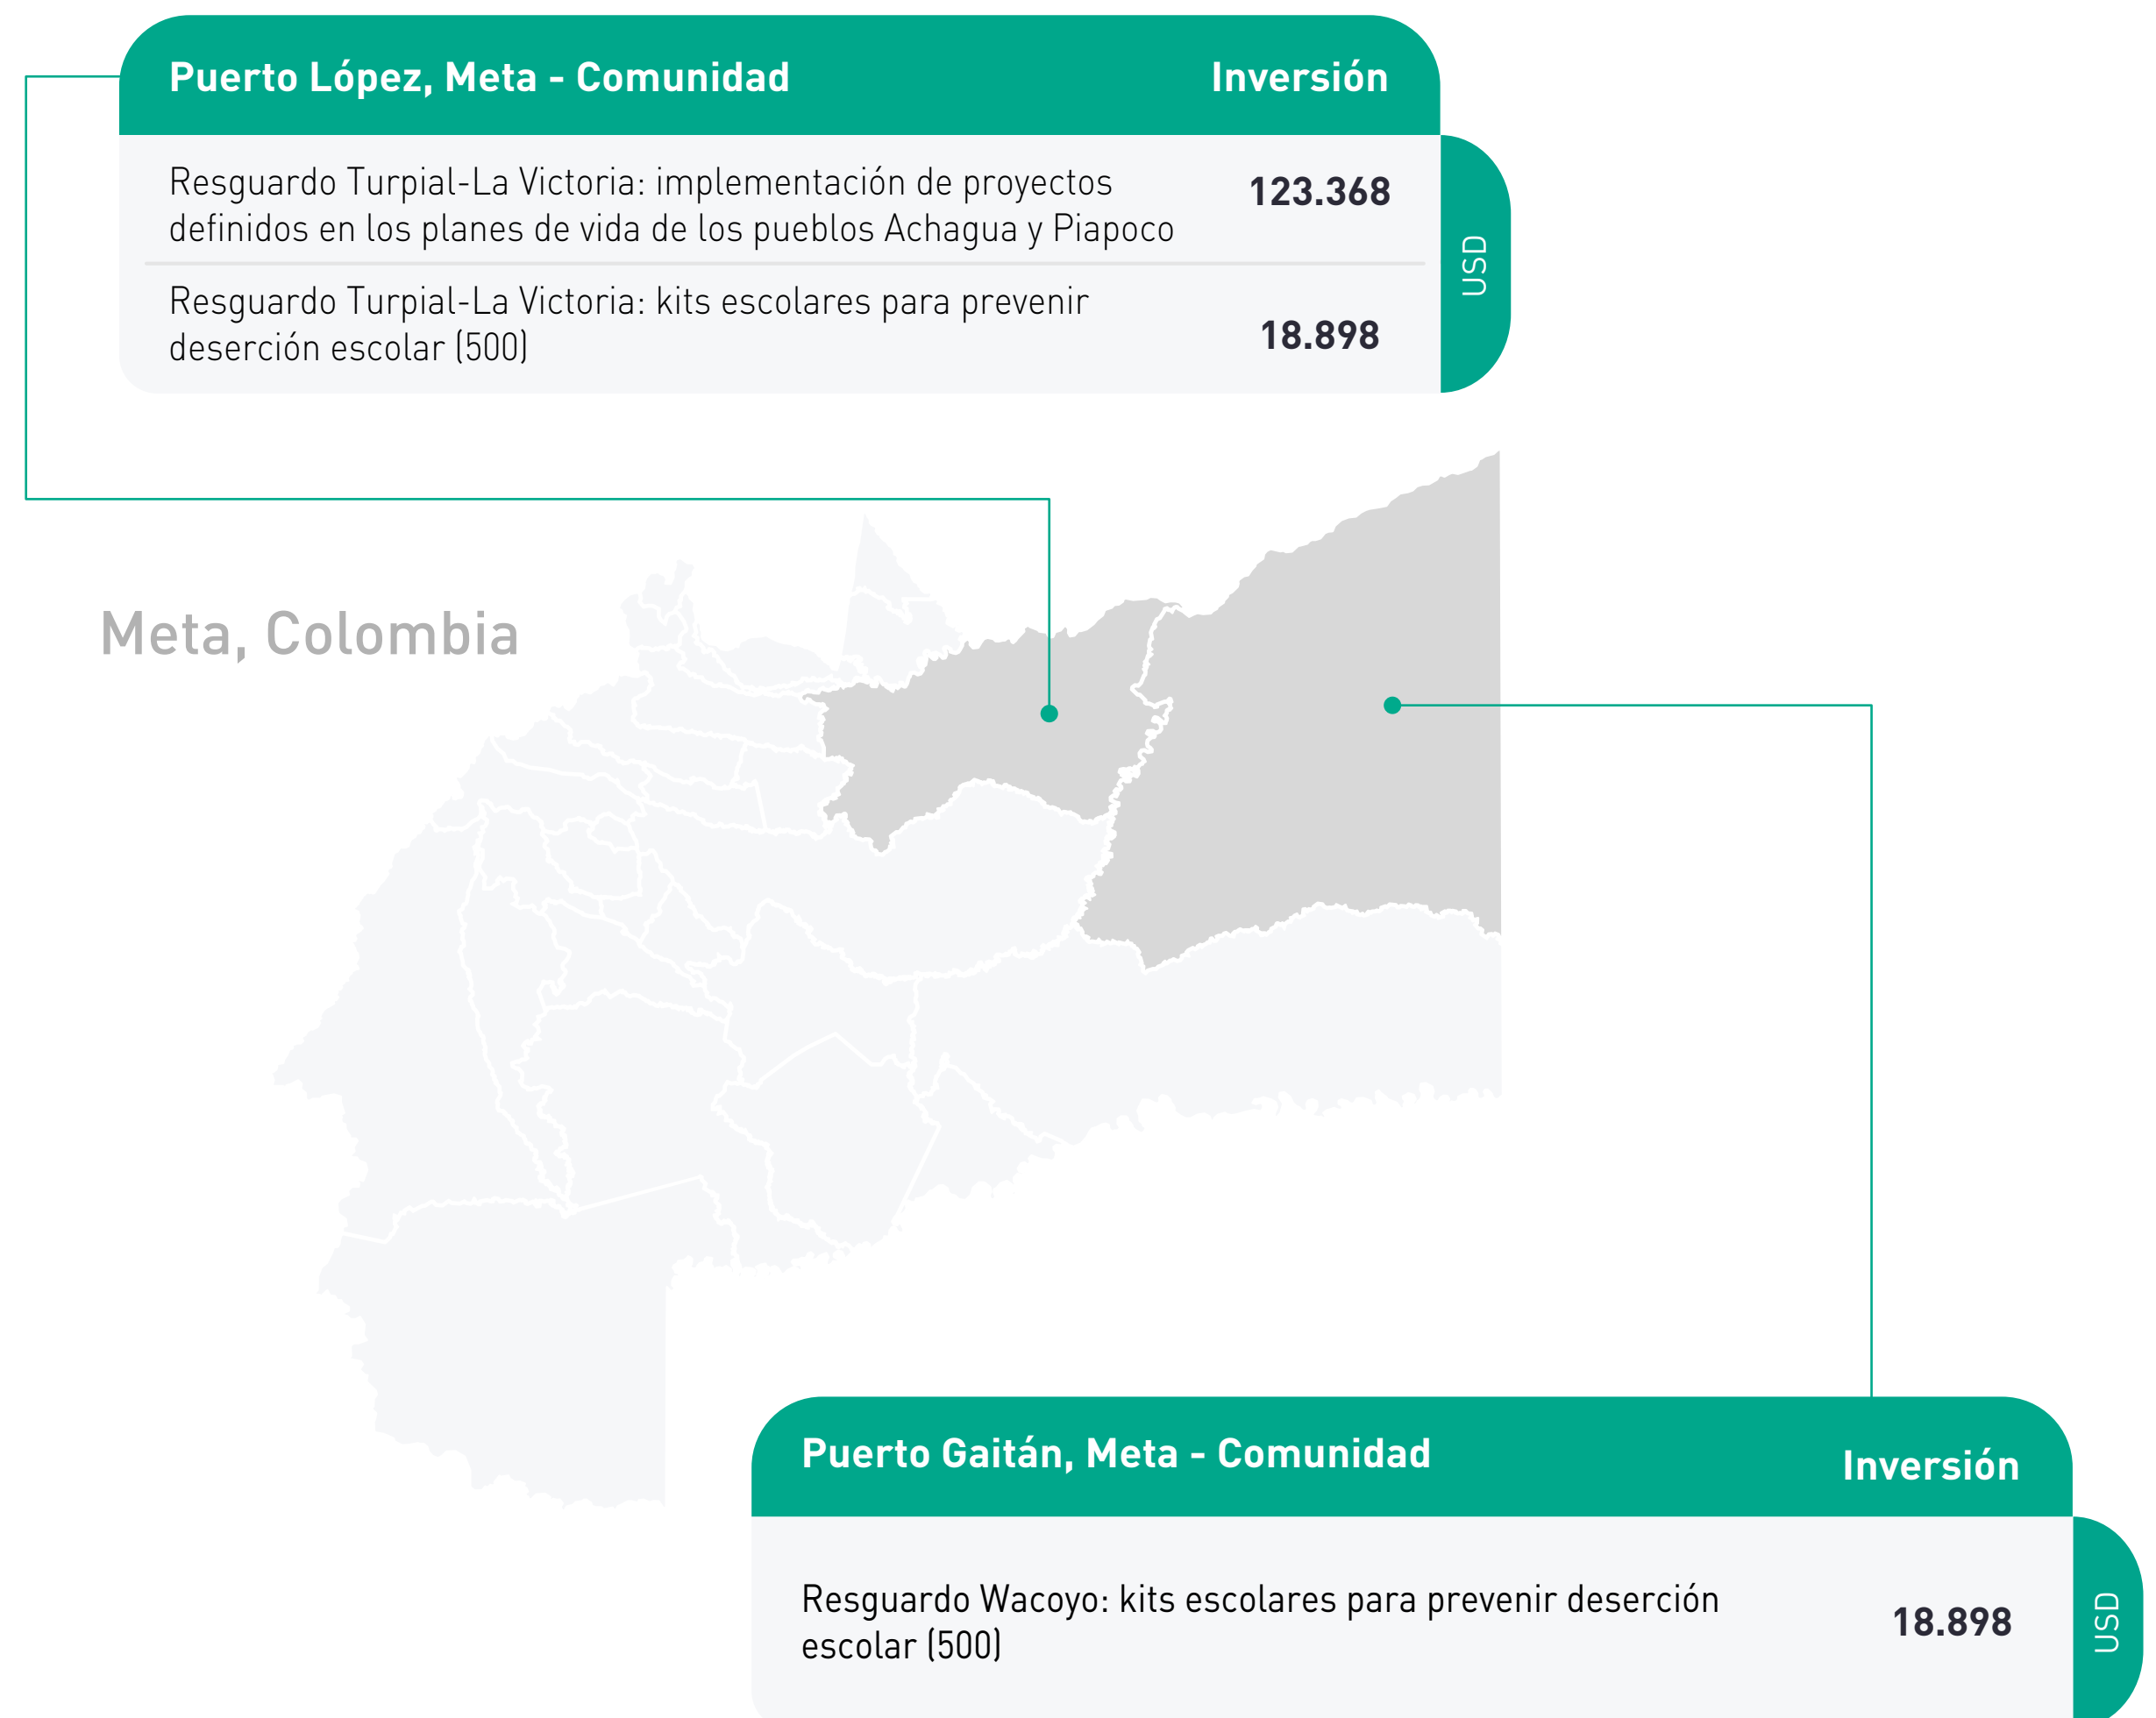 Puerto López, Meta - Comunidad Inversión
Resguardo Turpial-La Victoria: implementación de proyectos
definidos en los planes de vida de los pueblos Achagua y Piapoco
123.368
Resguardo Turpial-La Victoria: kits escolares para prevenir
deserción escolar (500)
18.898
USD
Meta, Colombia
Puerto Gaitán, Meta - Comunidad Inversión
Resguardo Wacoyo: kits escolares para prevenir deserción
escolar (500)
18.898
USD